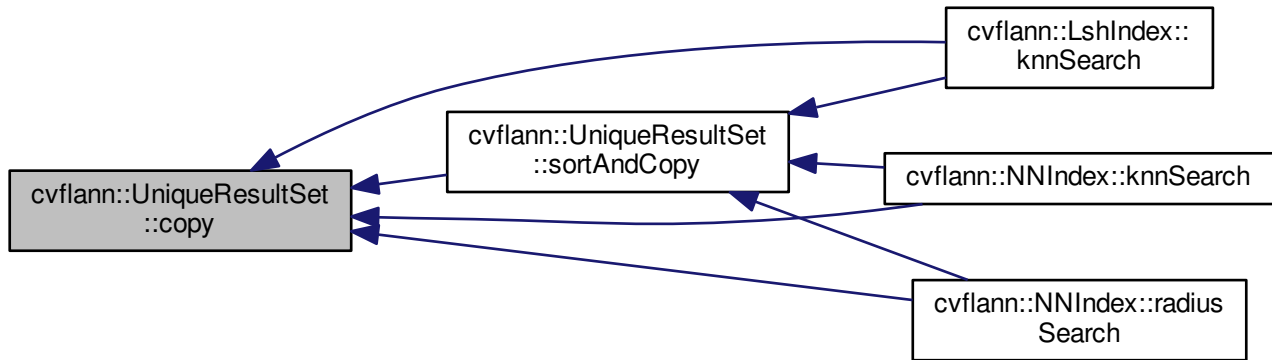 cvflann::UniqueResultSet
::copy
cvflann::UniqueResultSet
::sortAndCopy
cvflann::LshIndex::
knnSearch
cvflann::NNIndex::knnSearch
cvflann::NNIndex::radius
Search